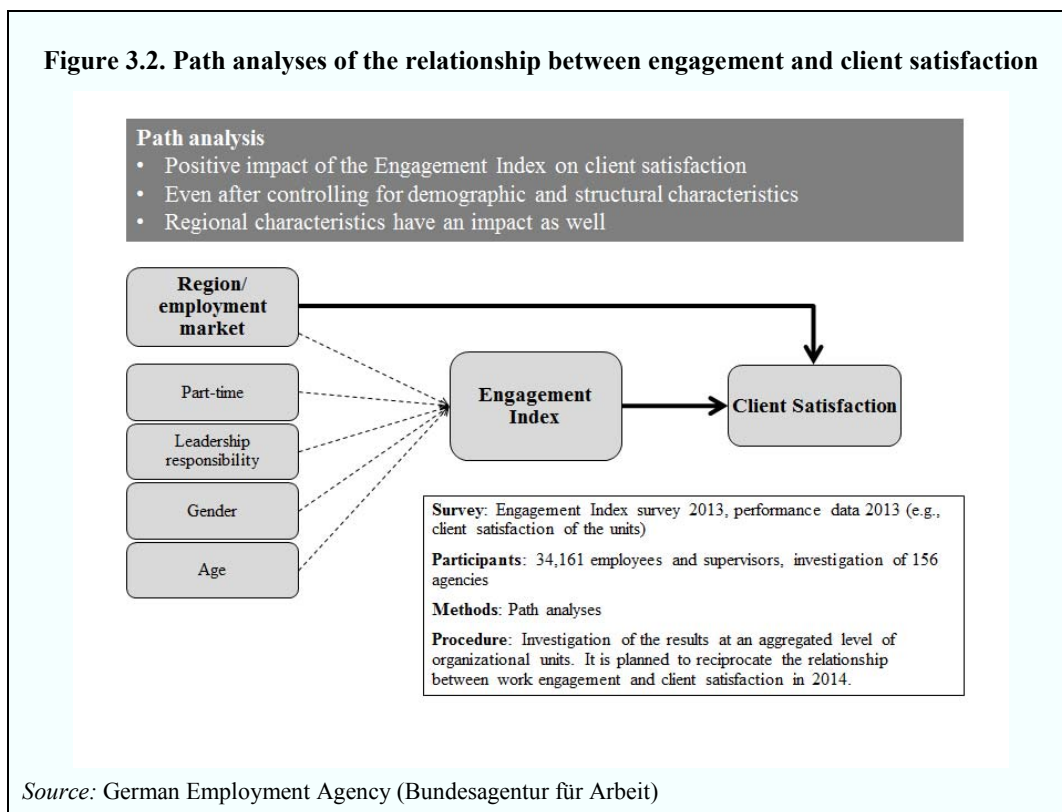 Figure 3.2. Path analyses of the relationship between engagement and client satisfaction
Path analysis
• Positive impact of the Engagement Index on client satisfaction
• Even after controlling for demographic and structural characteristics
• Regional characteristics have an impact as well
Region/
employment
market
Part-time
Leadership
responsibility
Gender
Age
Engagement
Index
Client Satisfaction
Survey: Engagement Index survey 2013, performance data 2013 (e.g.,
client satisfaction of the units)
Participants: 34,161 employees and supervisors, investigation of 156
agencies
Methods: Path analyses
Procedure: Investigation of the results at an aggregated level of
organizational units. It is planned to reciprocate the relationship
between work engagement and client satisfaction in 2014.
Source: German Employment Agency (Bundesagentur für Arbeit)